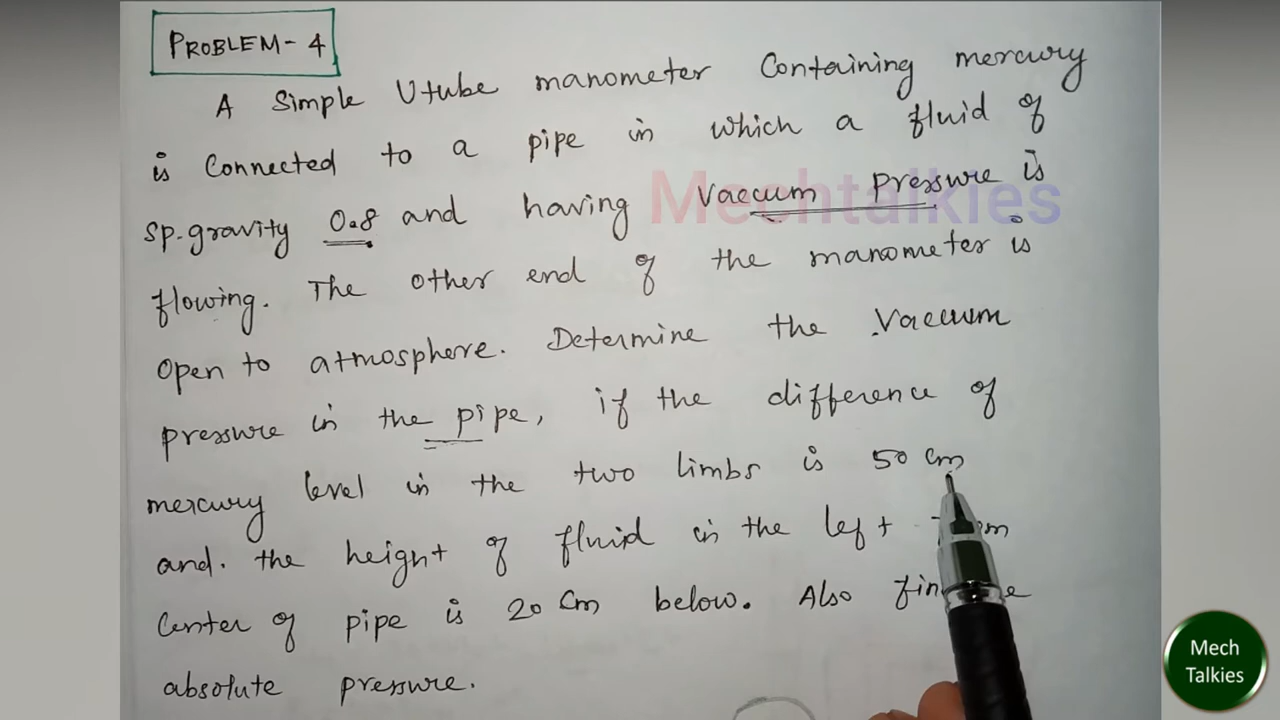 PROBLEM-4
A Simple Utube manometer Containing mercury
is Connected to a pipe in which a fluid of
Mechtalkies
Sp.gravity 0.8 and having Vaccum pressure is
flowing. The other end of the manometer is
Open to atmosphere. Determine the Vaccum
pressure in the pipe, if the difference of
mercury level in the two limbs is 50 cm
and. the height of fluid in the left
Center of pipe is 20 Cm below. Also
absolute pressure.
Mech
Talkies